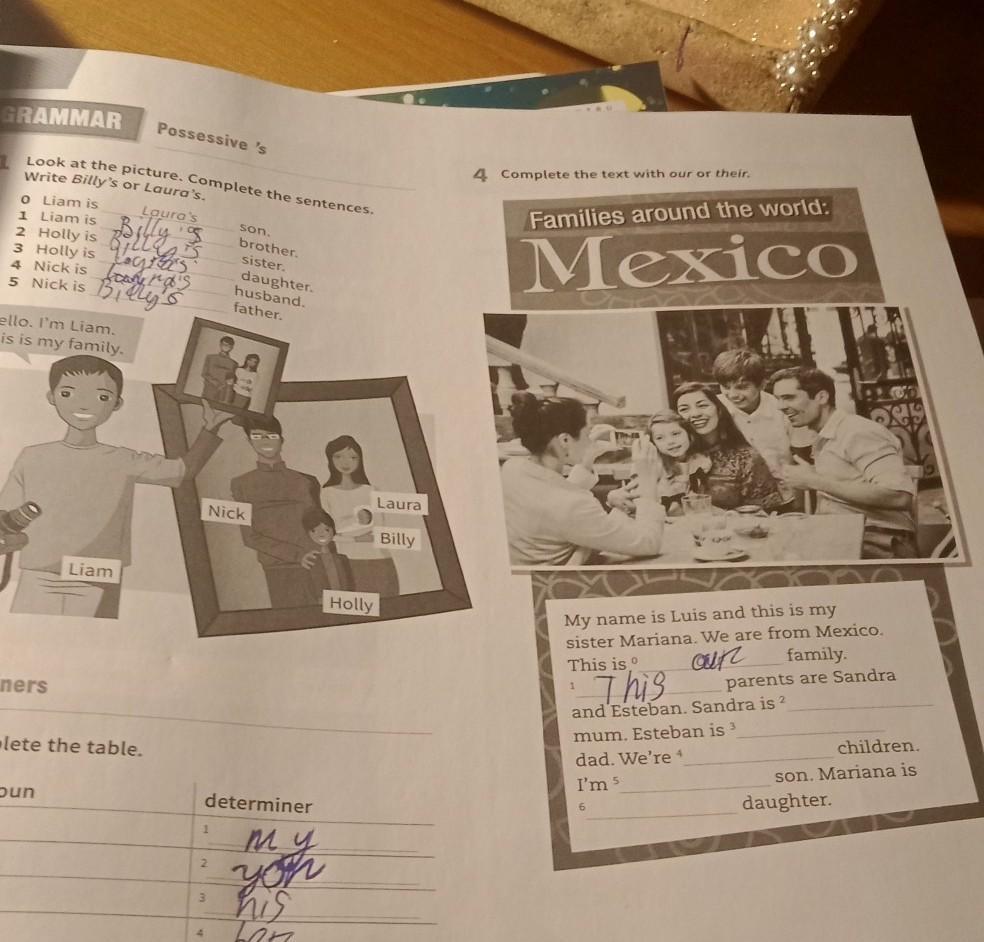 GRAMMAR
Possessive 's
Look at the picture. Complete the sentences.
Write Billy's or Laura's.
0 Liam is Laura's son.
1 Liam is Billy's brother.
2 Holly is Billy's sister.
3 Holly is daughter.
4 Nick is husband.
5 Nick is Billy's father.
ello. I'm Liam.
is is my family.
Nick
Laura
Billy
Liam
Holly
ners
lete the table.
oun
determiner
1 my
2
3 his
4
4 Complete the text with our or their.
Families around the world:
Mexico
My name is Luis and this is my
sister Mariana. We are from Mexico.
This is 0 our family.
1 This parents are Sandra
and Esteban. Sandra is 2
mum. Esteban is 3
dad. We're 4 children.
I'm 5 son. Mariana is
6 daughter.